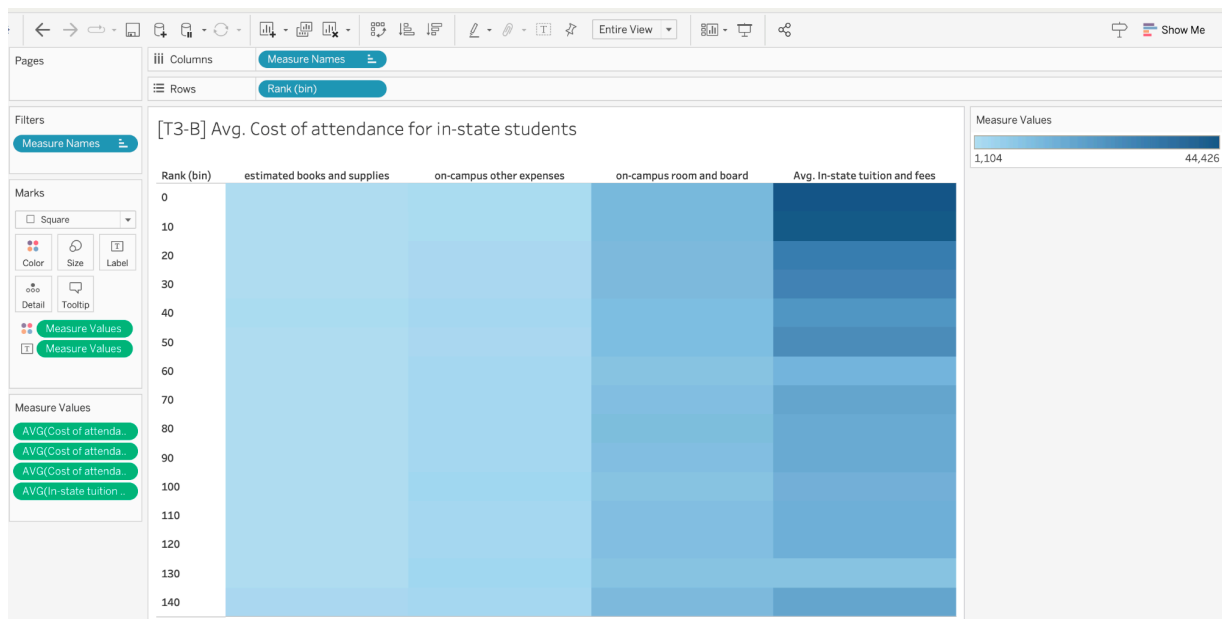 Entire View
Show Me
Pages
Columns
Measure Names
Rows
Rank (bin)
Filters
Measure Names
Marks
Square
Color
Size
T
Label
Detail
Tooltip
Measure Values
T
Measure Values
Measure Values
AVG(Cost of attenda..
AVG(Cost of attenda..
AVG(Cost of attenda..
AVG(In-state tuition ..
[T3-B] Avg. Cost of attendance for in-state students
Rank (bin) estimated books and supplies on-campus other expenses on-campus room and board Avg. In-state tuition and fees
0
10
20
30
40
50
60
70
80
90
100
110
120
130
140
Measure Values
1,104 44,426